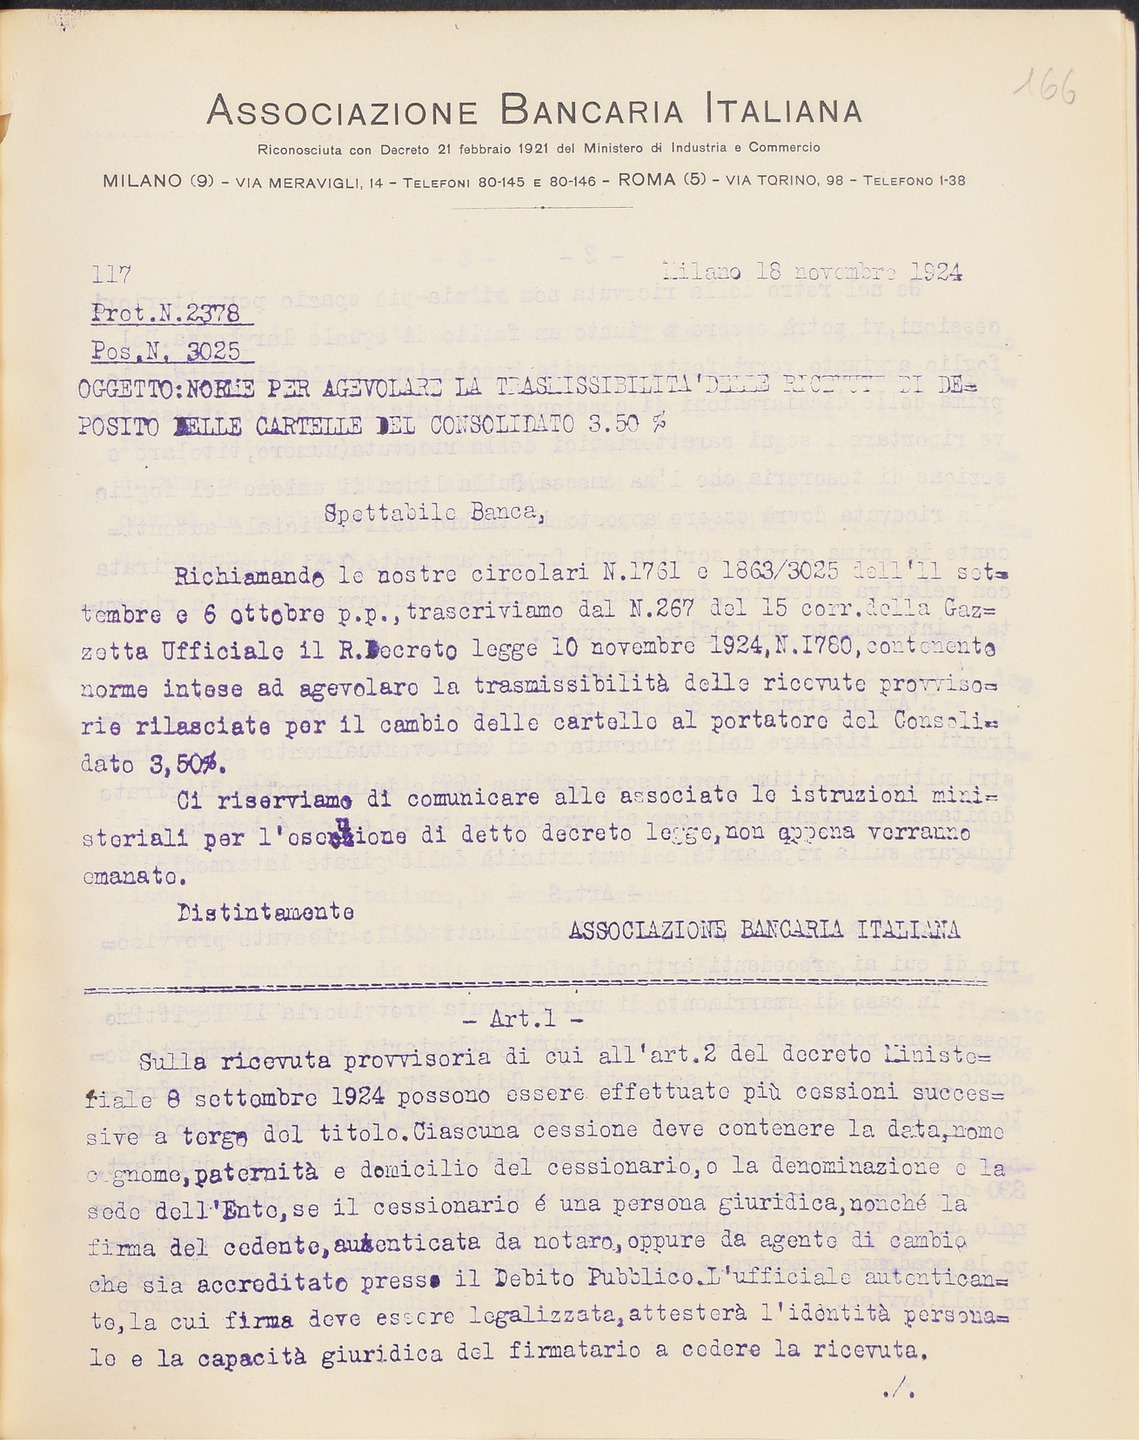 166
ASSOCIAZIONE BANCARIA ITALIANA
Riconosciuta con Decreto 21 febbraio 1921 del Ministero di Industria e Commercio
MILANO (9) – VIA MERAVIGLI, 14 – TELEFONI 80-145 E 80-146 – ROMA (5) – VIA TORINO, 98 – TELEFONO 1-38
117
Milano 18 novembre 1924
Prot.N.2378
Pos.N. 3025
OGGETTO:NORME PER AGEVOLARE LA TRASMISSIBILITA' DELLE RICEVUTE DI DE=
POSITO DELLE CARTELLE DEL CONSOLIDATO 3.50 %
Spettabile Banca,
Richiamando le nostre circolari N.1761 e 1863/3025 dell'11 set=
tembre e 6 ottobre p.p.,trascriviamo dal N.267 del 15 corr.della Gaz=
zetta Ufficiale il R.Decreto legge 10 novembre 1924,N.1780,contenente
norme intese ad agevolare la trasmissibilità delle ricevute provviso=
rie rilasciate per il cambio delle cartelle al portatore del Consoli=
dato 3,50%.
Ci riserviamo di comunicare alle associate le istruzioni mini=
steriali per l'esecuzione di detto decreto legge,non appena verranno
emanate.
Distintamente
ASSOCIAZIONE BANCARIA ITALIANA
- Art.1 -
Sulla ricevuta provvisoria di cui all'art.2 del decreto Ministe=
riale 8 settembre 1924 possono essere effettuate più cessioni succes=
sive a tergo del titolo.Ciascuna cessione deve contenere la data,nome
cognome,paternità e domicilio del cessionario,o la denominazione e la
sede dell'Ente,se il cessionario é una persona giuridica,nonché la
firma del cedente,autenticata da notaro,oppure da agente di cambio
che sia accreditato presso il Debito Pubblico.L'ufficiale autentican=
te,la cui firma deve essere legalizzata,attesterà l'identità persona=
le e la capacità giuridica del firmatario a cedere la ricevuta.
./.